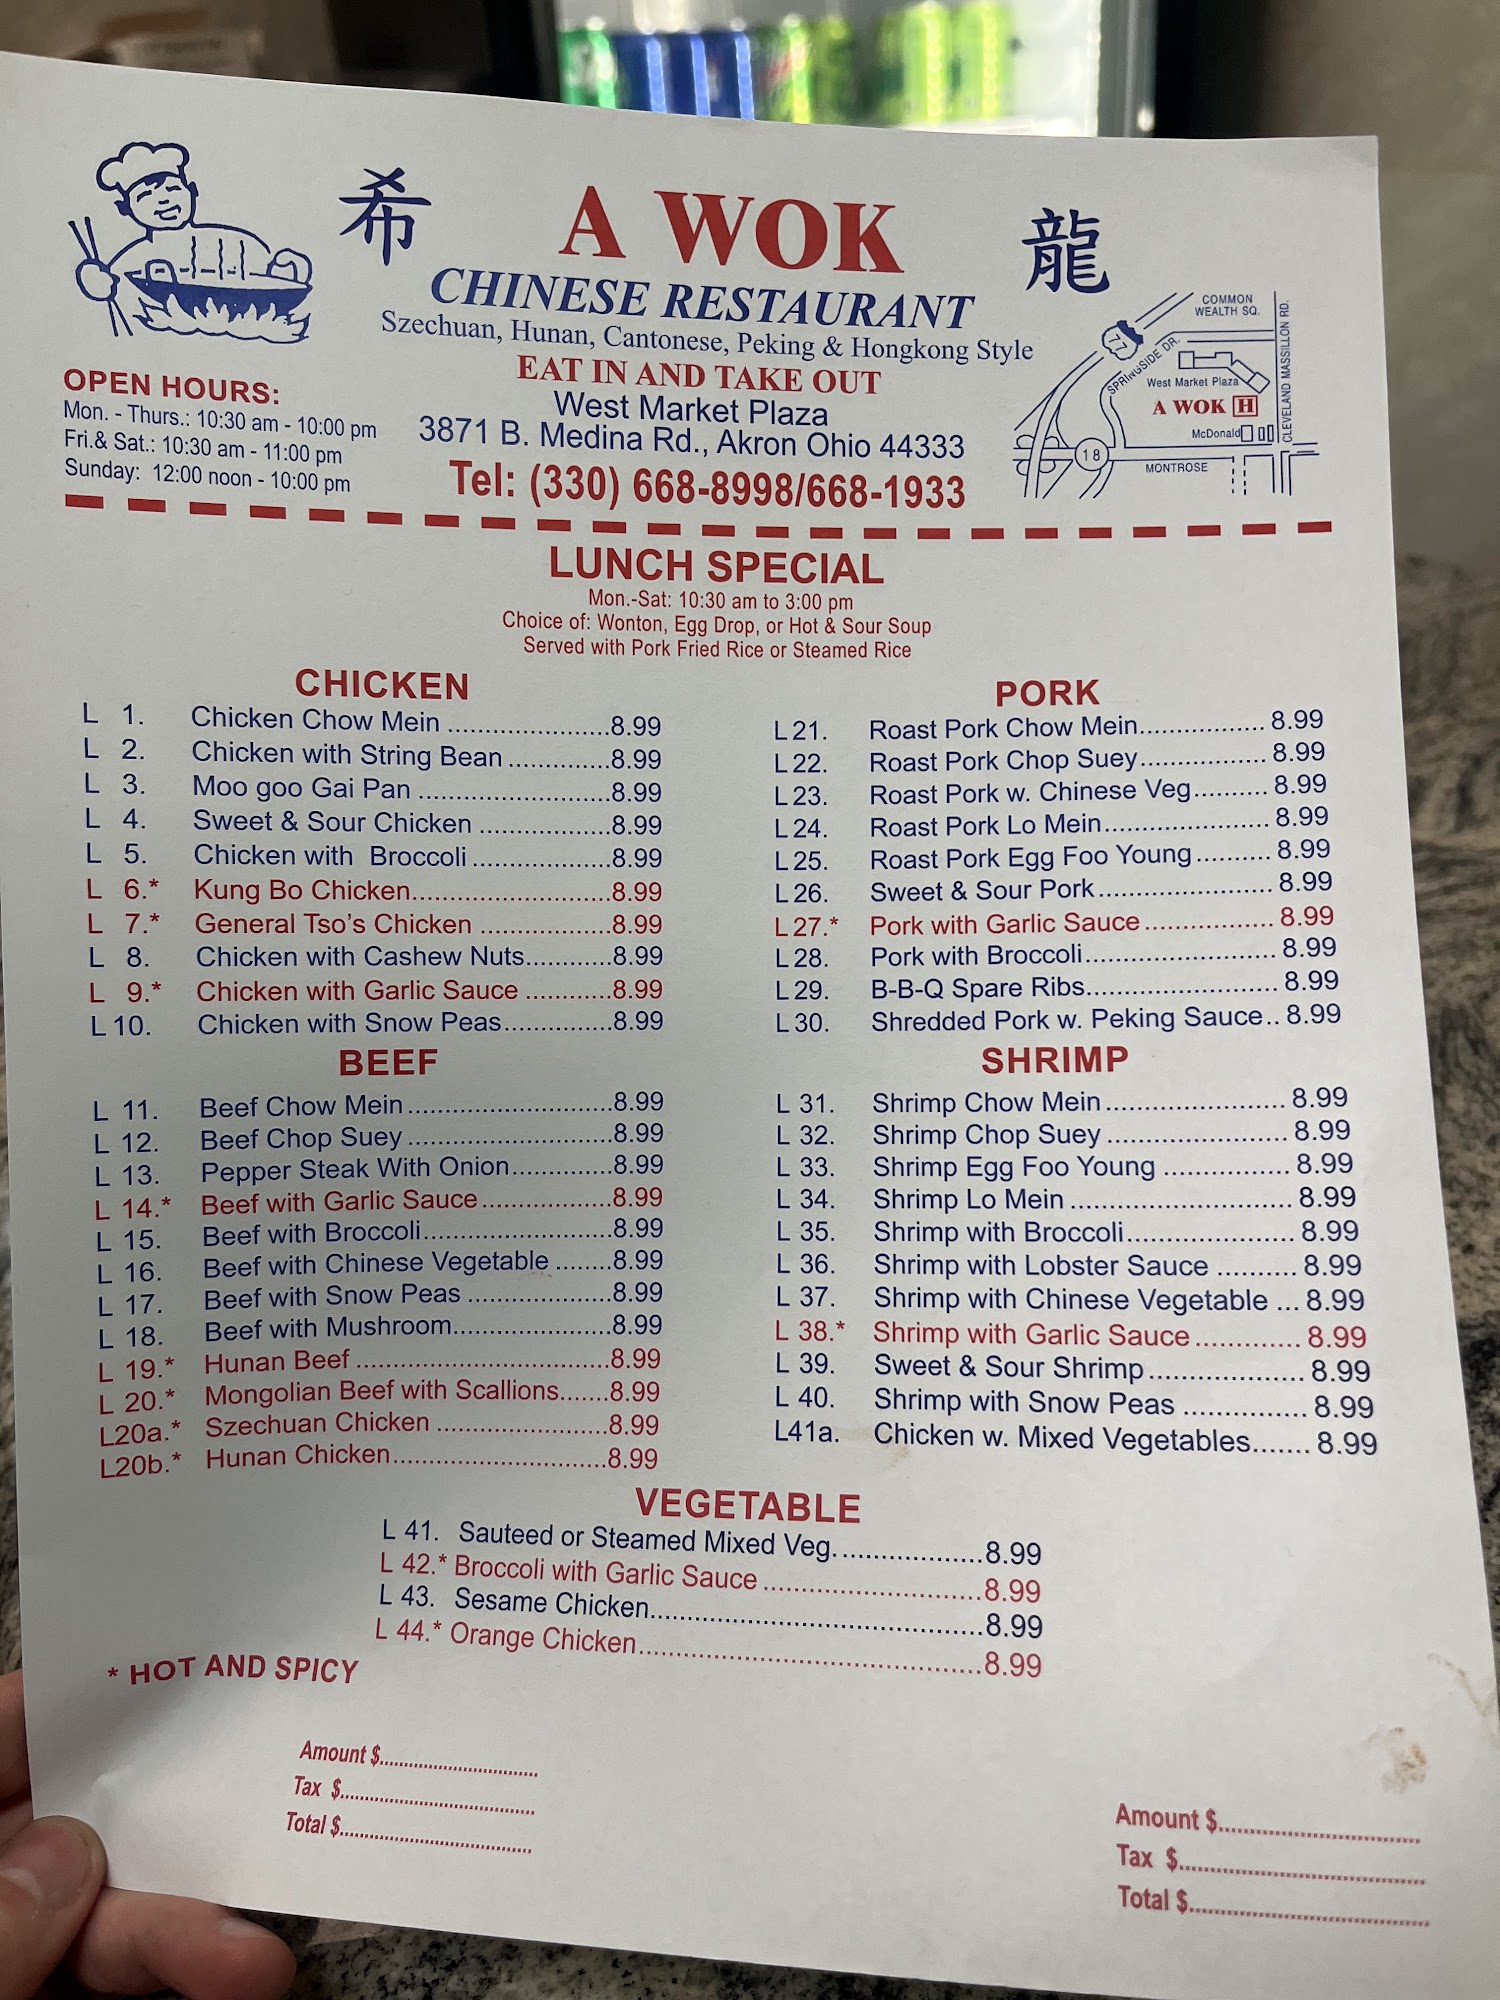 希
A WOK
龍
CHINESE RESTAURANT
Szechuan, Hunan, Cantonese, Peking & Hongkong Style
EAT IN AND TAKE OUT
West Market Plaza
3871 B. Medina Rd., Akron Ohio 44333
Tel: (330) 668-8998/668-1933
OPEN HOURS:
Mon. - Thurs.: 10:30 am - 10:00 pm
Fri.& Sat.: 10:30 am - 11:00 pm
Sunday: 12:00 noon - 10:00 pm
COMMON
WEALTH SQ.
77
SPRINGSIDE DR.
CLEVELAND MASSILLON RD.
West Market Plaza
A WOK H
McDonald
18
MONTROSE
LUNCH SPECIAL
Mon.-Sat: 10:30 am to 3:00 pm
Choice of: Wonton, Egg Drop, or Hot & Sour Soup
Served with Pork Fried Rice or Steamed Rice
CHICKEN
L 1. Chicken Chow Mein ......................8.99
L 2. Chicken with String Bean ..............8.99
L 3. Moo goo Gai Pan ..........................8.99
L 4. Sweet & Sour Chicken ..................8.99
L 5. Chicken with Broccoli ...................8.99
L 6.* Kung Bo Chicken...........................8.99
L 7.* General Tso's Chicken ..................8.99
L 8. Chicken with Cashew Nuts............8.99
L 9.* Chicken with Garlic Sauce ............8.99
L 10. Chicken with Snow Peas...............8.99
BEEF
L 11. Beef Chow Mein ............................8.99
L 12. Beef Chop Suey ............................8.99
L 13. Pepper Steak With Onion..............8.99
L 14.* Beef with Garlic Sauce ..................8.99
L 15. Beef with Broccoli..........................8.99
L 16. Beef with Chinese Vegetable ........8.99
L 17. Beef with Snow Peas ....................8.99
L 18. Beef with Mushroom......................8.99
L 19.* Hunan Beef ...................................8.99
L 20.* Mongolian Beef with Scallions.......8.99
L20a.* Szechuan Chicken ........................8.99
L20b.* Hunan Chicken..............................8.99
PORK
L21. Roast Pork Chow Mein................. 8.99
L22. Roast Pork Chop Suey................. 8.99
L23. Roast Pork w. Chinese Veg.......... 8.99
L24. Roast Pork Lo Mein....................... 8.99
L25. Roast Pork Egg Foo Young .......... 8.99
L26. Sweet & Sour Pork ........................ 8.99
L27.* Pork with Garlic Sauce .................. 8.99
L28. Pork with Broccoli.......................... 8.99
L29. B-B-Q Spare Ribs.......................... 8.99
L30. Shredded Pork w. Peking Sauce.. 8.99
SHRIMP
L 31. Shrimp Chow Mein ......................... 8.99
L 32. Shrimp Chop Suey ......................... 8.99
L 33. Shrimp Egg Foo Young .................. 8.99
L 34. Shrimp Lo Mein ............................... 8.99
L 35. Shrimp with Broccoli....................... 8.99
L 36. Shrimp with Lobster Sauce ........... 8.99
L 37. Shrimp with Chinese Vegetable ... 8.99
L 38.* Shrimp with Garlic Sauce .............. 8.99
L 39. Sweet & Sour Shrimp ..................... 8.99
L 40. Shrimp with Snow Peas ................ 8.99
L41a. Chicken w. Mixed Vegetables....... 8.99
VEGETABLE
L 41. Sauteed or Steamed Mixed Veg.....................8.99
L 42.* Broccoli with Garlic Sauce ..............................8.99
L 43. Sesame Chicken.............................................8.99
L 44.* Orange Chicken..............................................8.99
* HOT AND SPICY
Amount $................................
Tax $.......................................
Total $......................................
Amount $................................
Tax $.......................................
Total $......................................